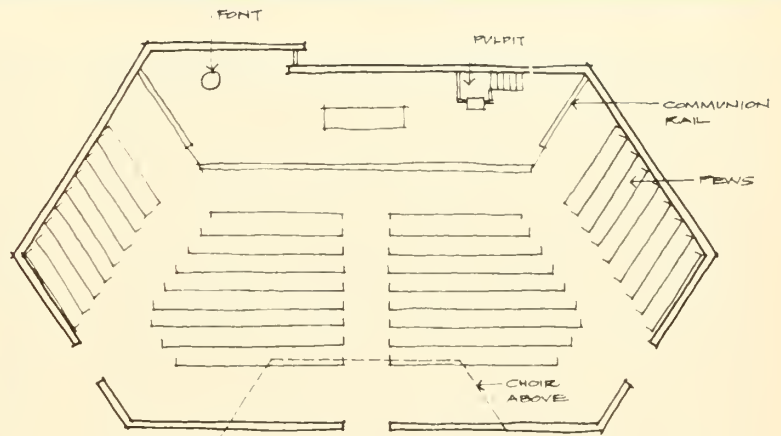 FONT
PULPIT
COMMUNION
RAIL
PEWS
CHOIR
ABOVE